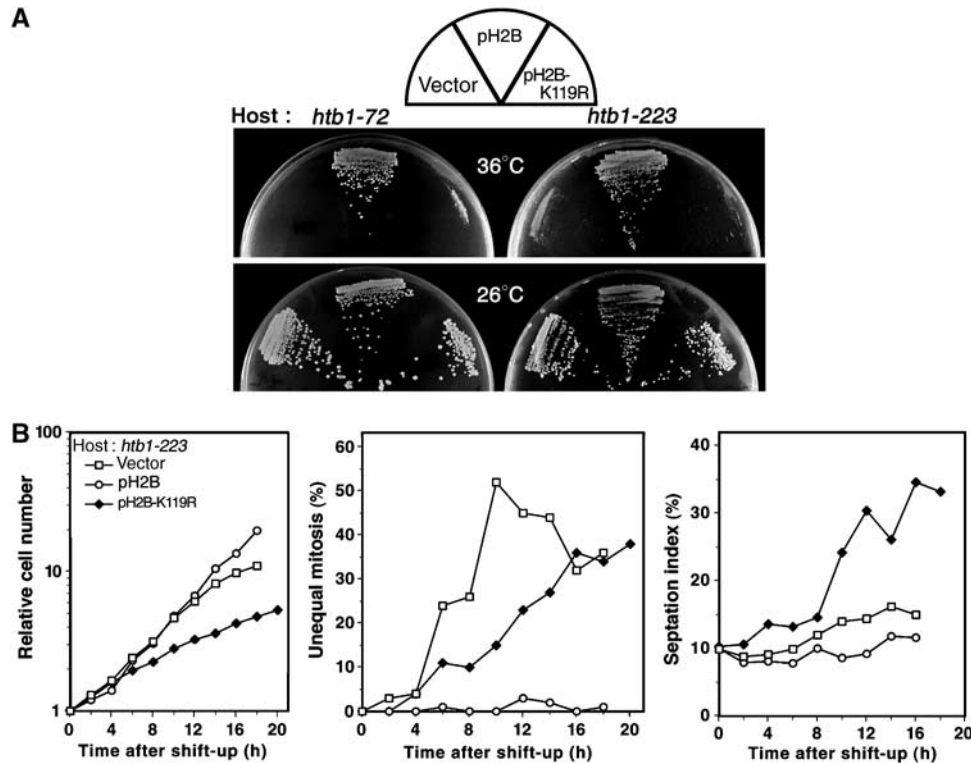 A
pH2B
Vector
pH2B-
K119R
Host : htb1-72 htb1-223
36°C
26°C
B
100
10
1
Relative cell number
Host : htb1-223
Vector
pH2B
pH2B-K119R
0 4 8 12 16 20
Time after shift-up (h)
60
50
40
30
20
10
0
Unequal mitosis (%)
0 4 8 12 16 20
Time after shift-up (h)
40
30
20
10
0
Septation index (%)
0 4 8 12 16 20
Time after shift-up (h)